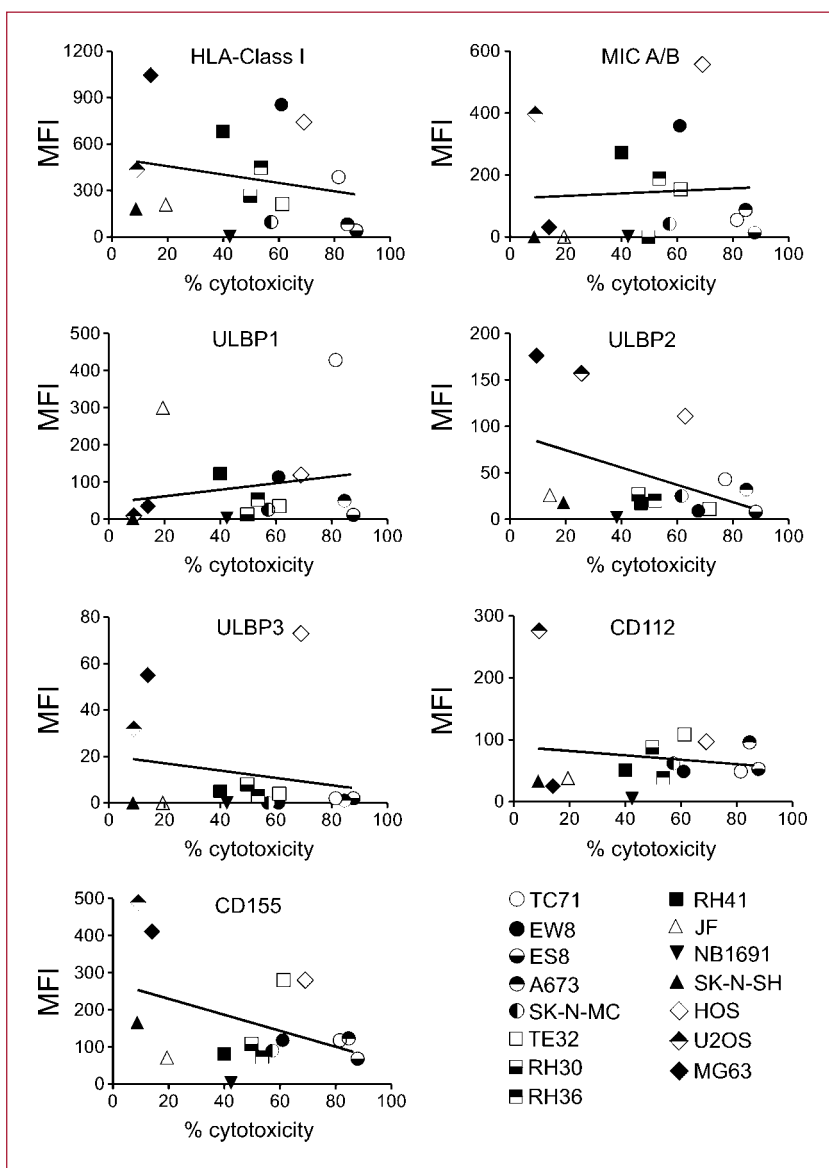 HLA-Class I
MFI
1200
900
600
300
0
0 20 40 60 80 100
% cytotoxicity
MIC A/B
MFI
600
400
200
0
0 20 40 60 80 100
% cytotoxicity
ULBP1
MFI
500
400
300
200
100
0
0 20 40 60 80 100
% cytotoxicity
ULBP2
MFI
200
150
100
50
0
0 20 40 60 80 100
% cytotoxicity
ULBP3
MFI
80
60
40
20
0
0 20 40 60 80 100
% cytotoxicity
CD112
MFI
300
200
100
0
0 20 40 60 80 100
% cytotoxicity
CD155
MFI
500
400
300
200
100
0
0 20 40 60 80 100
% cytotoxicity
TC71
EW8
ES8
A673
SK-N-MC
TE32
RH30
RH36
RH41
JF
NB1691
SK-N-SH
HOS
U2OS
MG63